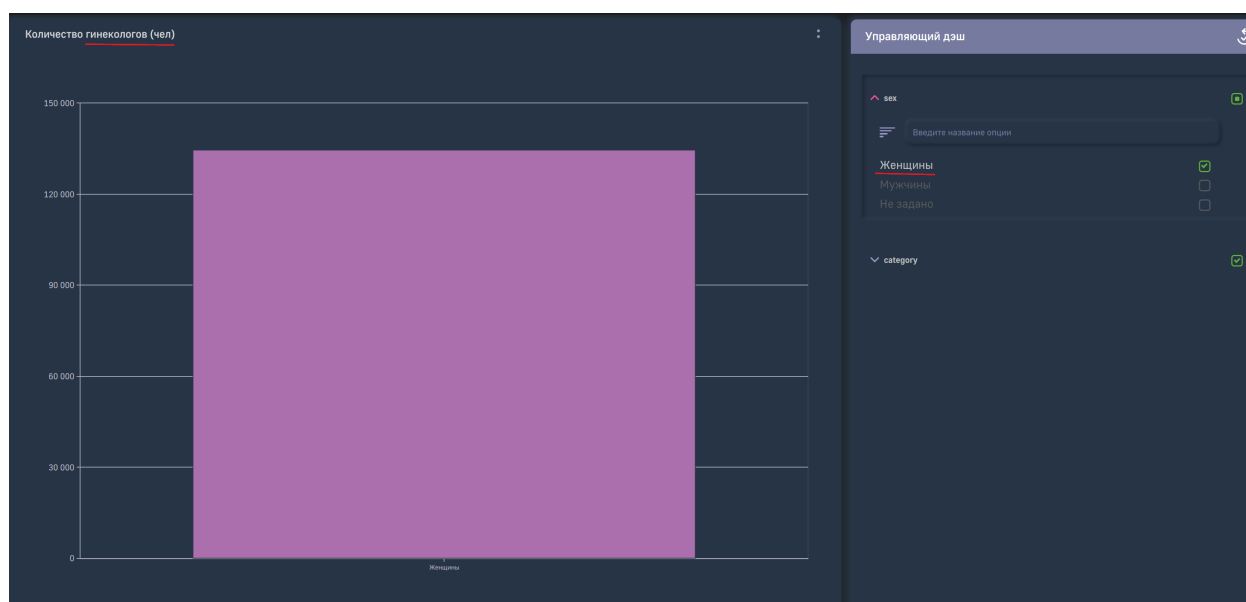 Количество гинекологов (чел)
150 000
120 000
90 000
60 000
30 000
0
Женщины
Управляющий дэш
sex
Введите название опции
Женщины
Мужчины
Не задано
category